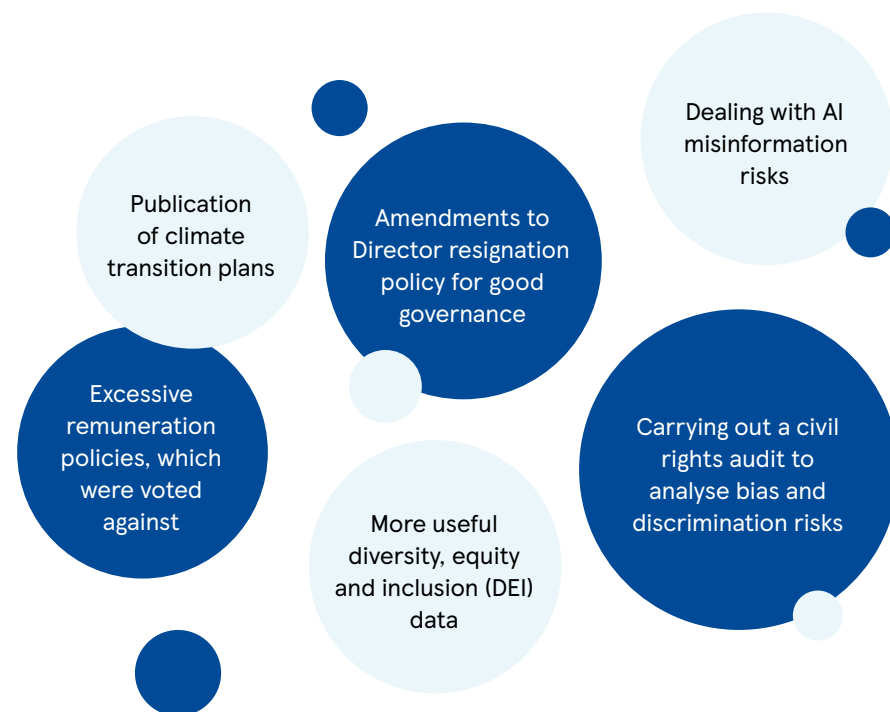 Publication
of climate
transition plans
Amendments to
Director resignation
policy for good
governance
Dealing with AI
misinformation
risks
Excessive
remuneration
policies, which
were voted
against
More useful
diversity, equity
and inclusion (DEI)
data
Carrying out a civil
rights audit to
analyse bias and
discrimination risks